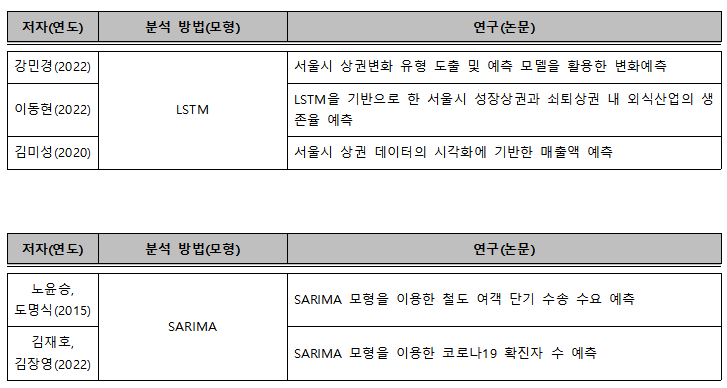 저자(연도) 분석 방법(모형) 연구(논문)
강민경(2022) 서울시 상권변화 유형 도출 및 예측 모델을 활용한 변화예측
이동현(2022) LSTM LSTM을 기반으로 한 서울시 성장상권과 쇠퇴상권 내 외식산업의 생
존율 예측
김미성(2020) 서울시 상권 데이터의 시각화에 기반한 매출액 예측
저자(연도) 분석 방법(모형) 연구(논문)
노윤승,
도명식(2015) SARIMA 모형을 이용한 철도 여객 단기 수송 수요 예측
SARIMA
김재호,
김장영(2022) SARIMA 모형을 이용한 코로나19 확진자 수 예측